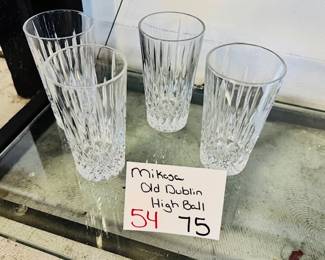 Mikasa
Old Dublin
High Ball
54 75